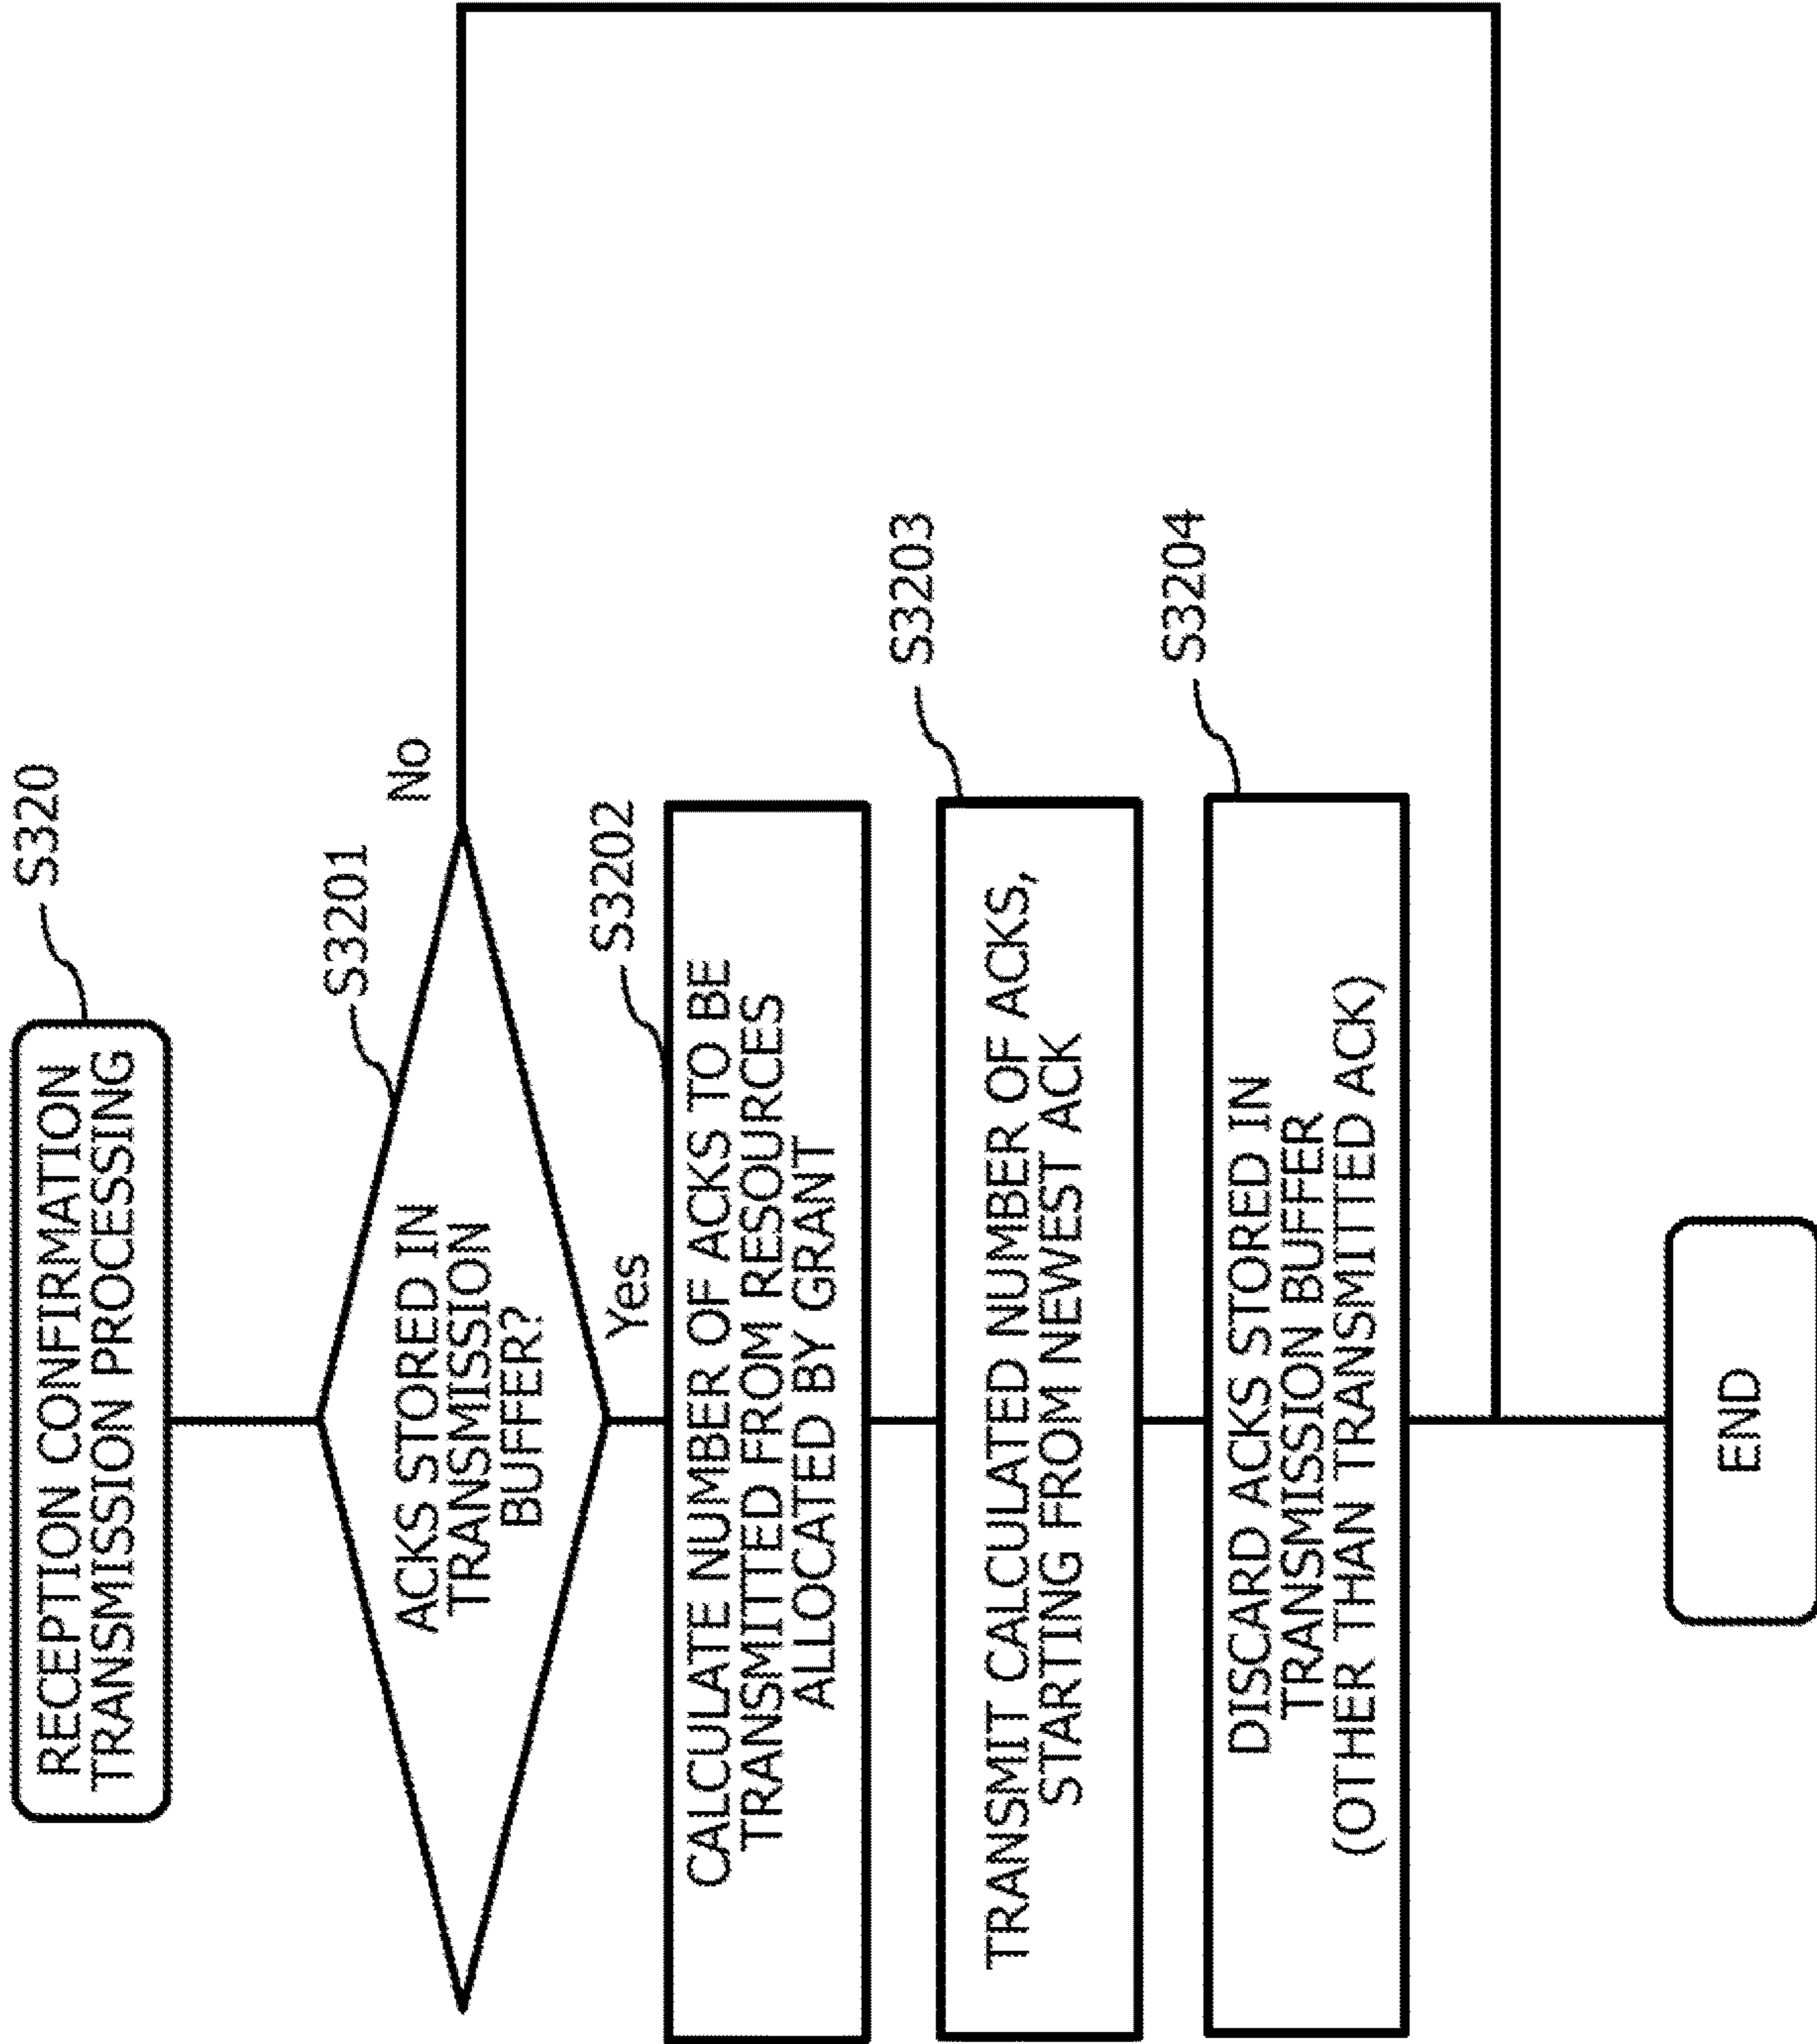 S320
RECEPTION CONFIRMATION
TRANSMISSION PROCESSING
S3201
ACKS STORED IN
TRANSMISSION
BUFFER?
No
Yes
S3202
CALCULATE NUMBER OF ACKS TO BE
TRANSMITTED FROM RESOURCES
ALLOCATED BY GRANT
S3203
TRANSMIT CALCULATED NUMBER OF ACKS,
STARTING FROM NEWEST ACK
S3204
DISCARD ACKS STORED IN
TRANSMISSION BUFFER
(OTHER THAN TRANSMITTED ACK)
END